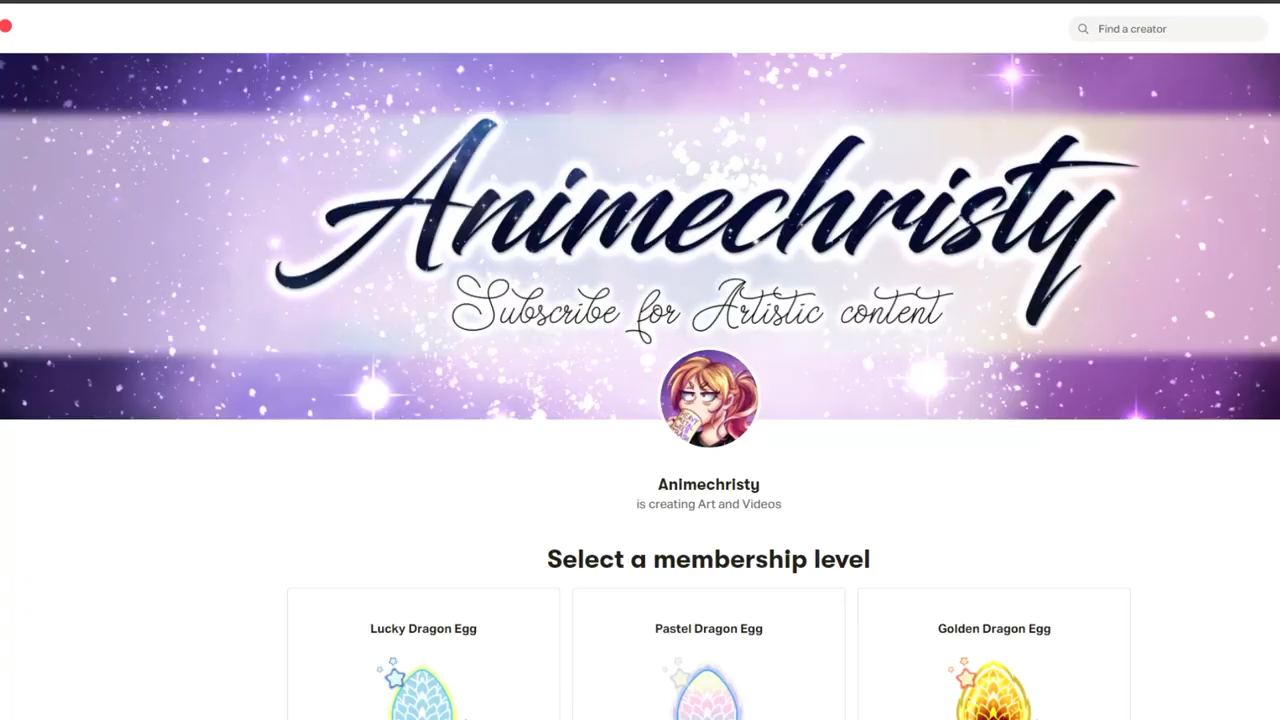 Find a creator
Animechristy
Subscribe for Artistic content
Animechristy
is creating Art and Videos
Select a membership level
Lucky Dragon Egg
Pastel Dragon Egg
Golden Dragon Egg